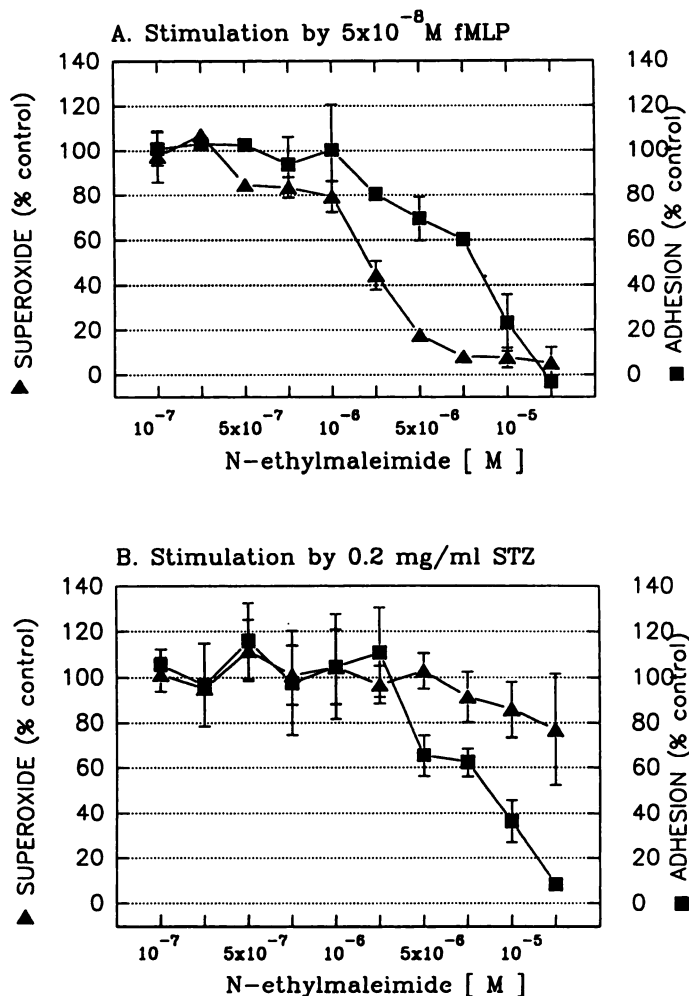 A. Stimulation by 5x10⁻⁸M fMLP
140 140
120 120
100 100
80 80
60 60
40 40
20 20
0 0
▲ SUPEROXIDE (% control)
■ ADHESION (% control)
10⁻⁷ 5x10⁻⁷ 10⁻⁶ 5x10⁻⁶ 10⁻⁵
N-ethylmaleimide [ M ]
B. Stimulation by 0.2 mg/ml STZ
140 140
120 120
100 100
80 80
60 60
40 40
20 20
0 0
▲ SUPEROXIDE (% control)
■ ADHESION (% control)
10⁻⁷ 5x10⁻⁷ 10⁻⁶ 5x10⁻⁶ 10⁻⁵
N-ethylmaleimide [ M ]